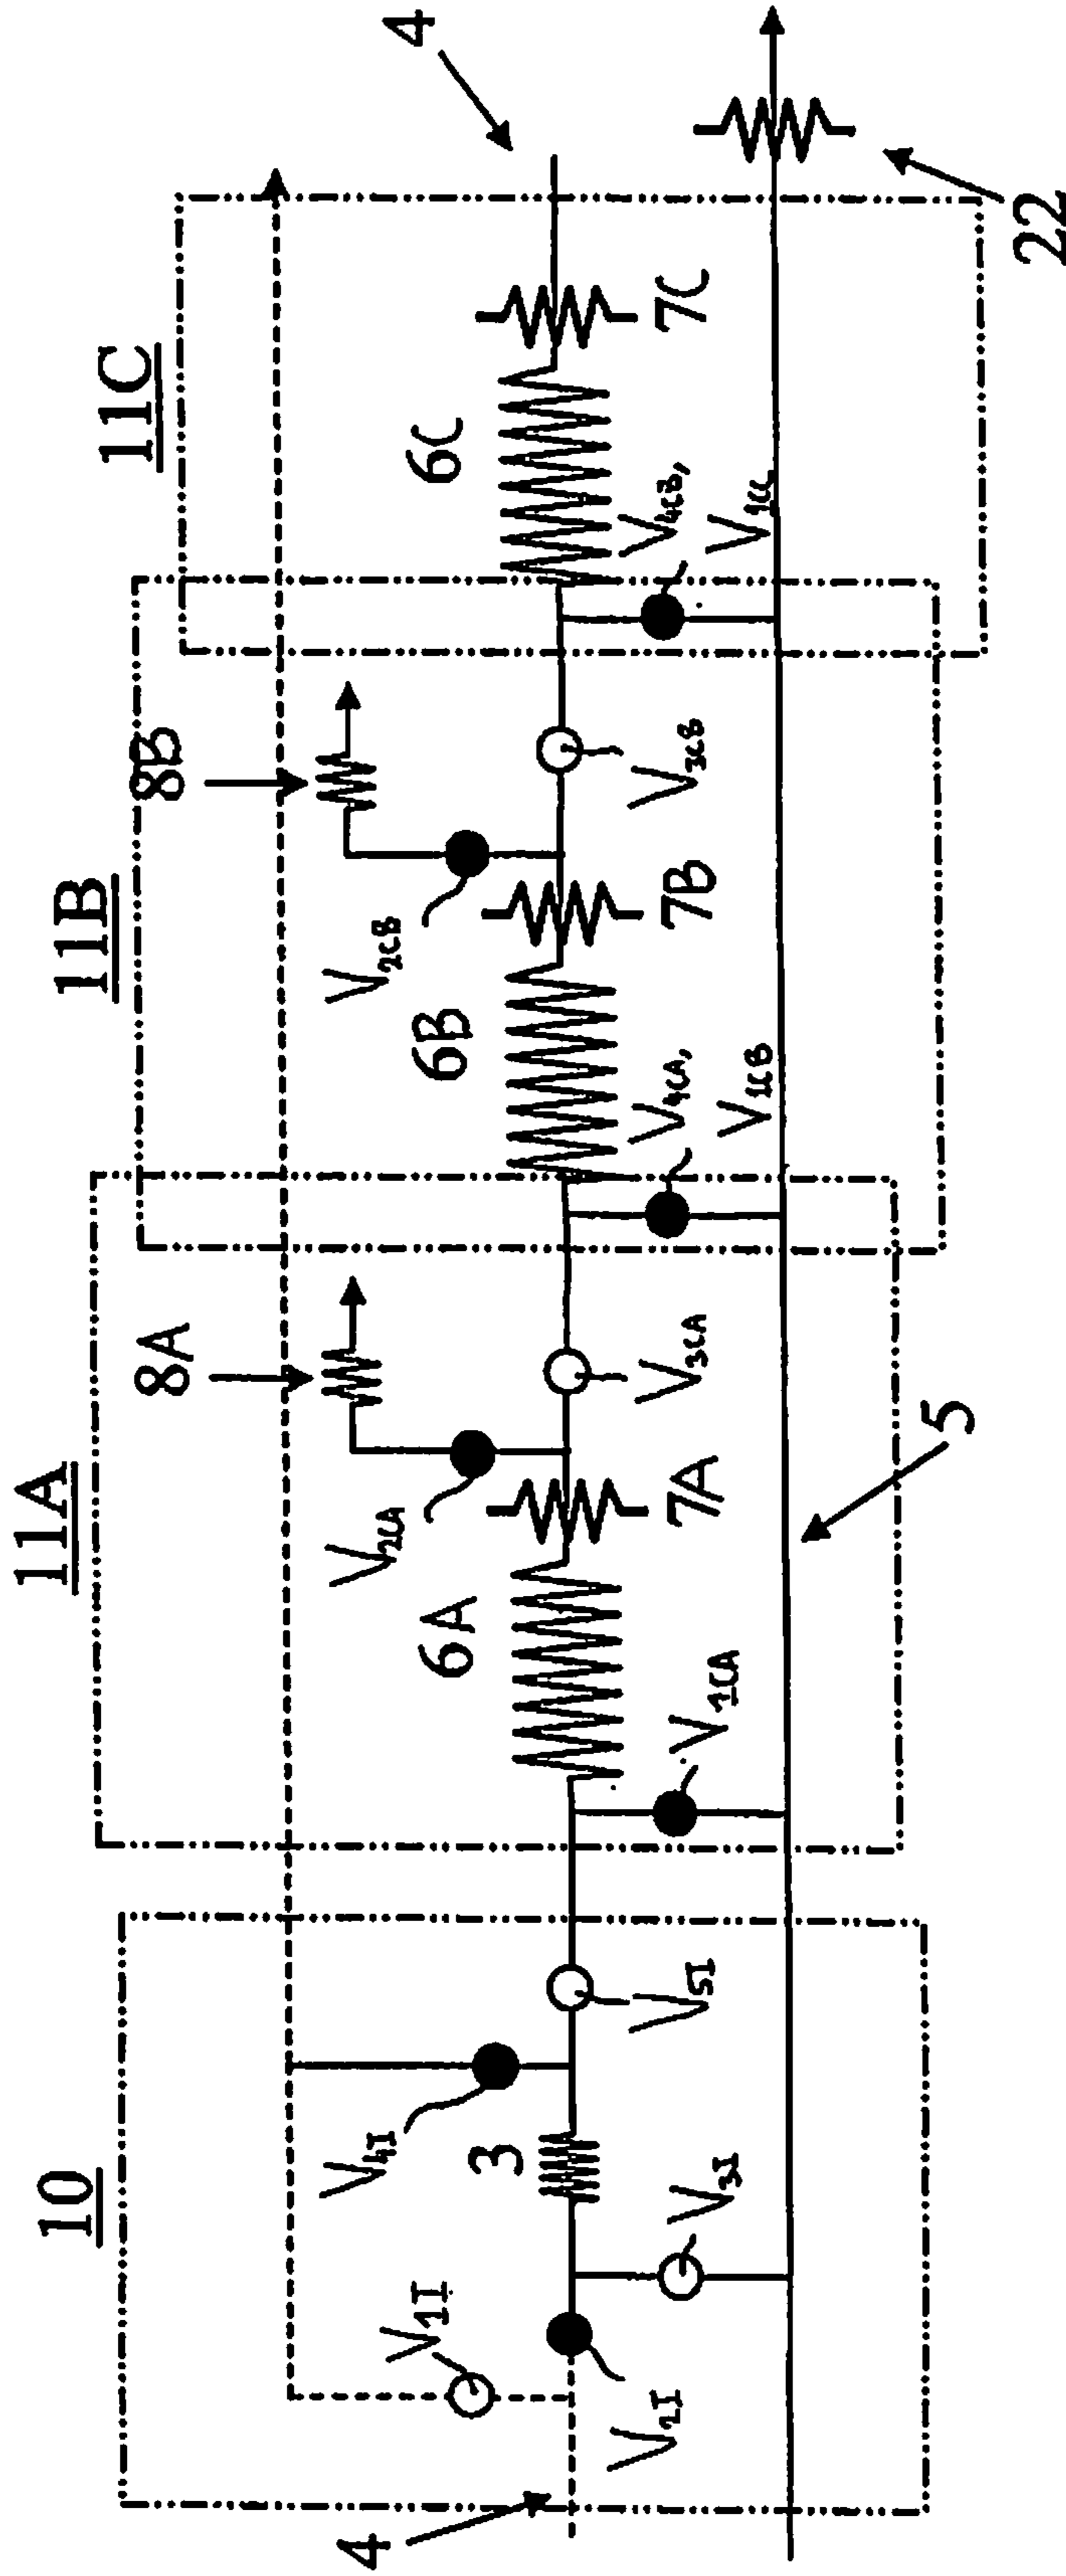 10
11A
11B
11C
4
3
V1I
V2I
V3I
V4I
V5I
6A
7A
8A
V1CA
V2CA
V3CA
V4CA,
V1CB
6B
7B
8B
V2CB
V3CB
V4CB,
V1CC
6C
7C
4
5
22